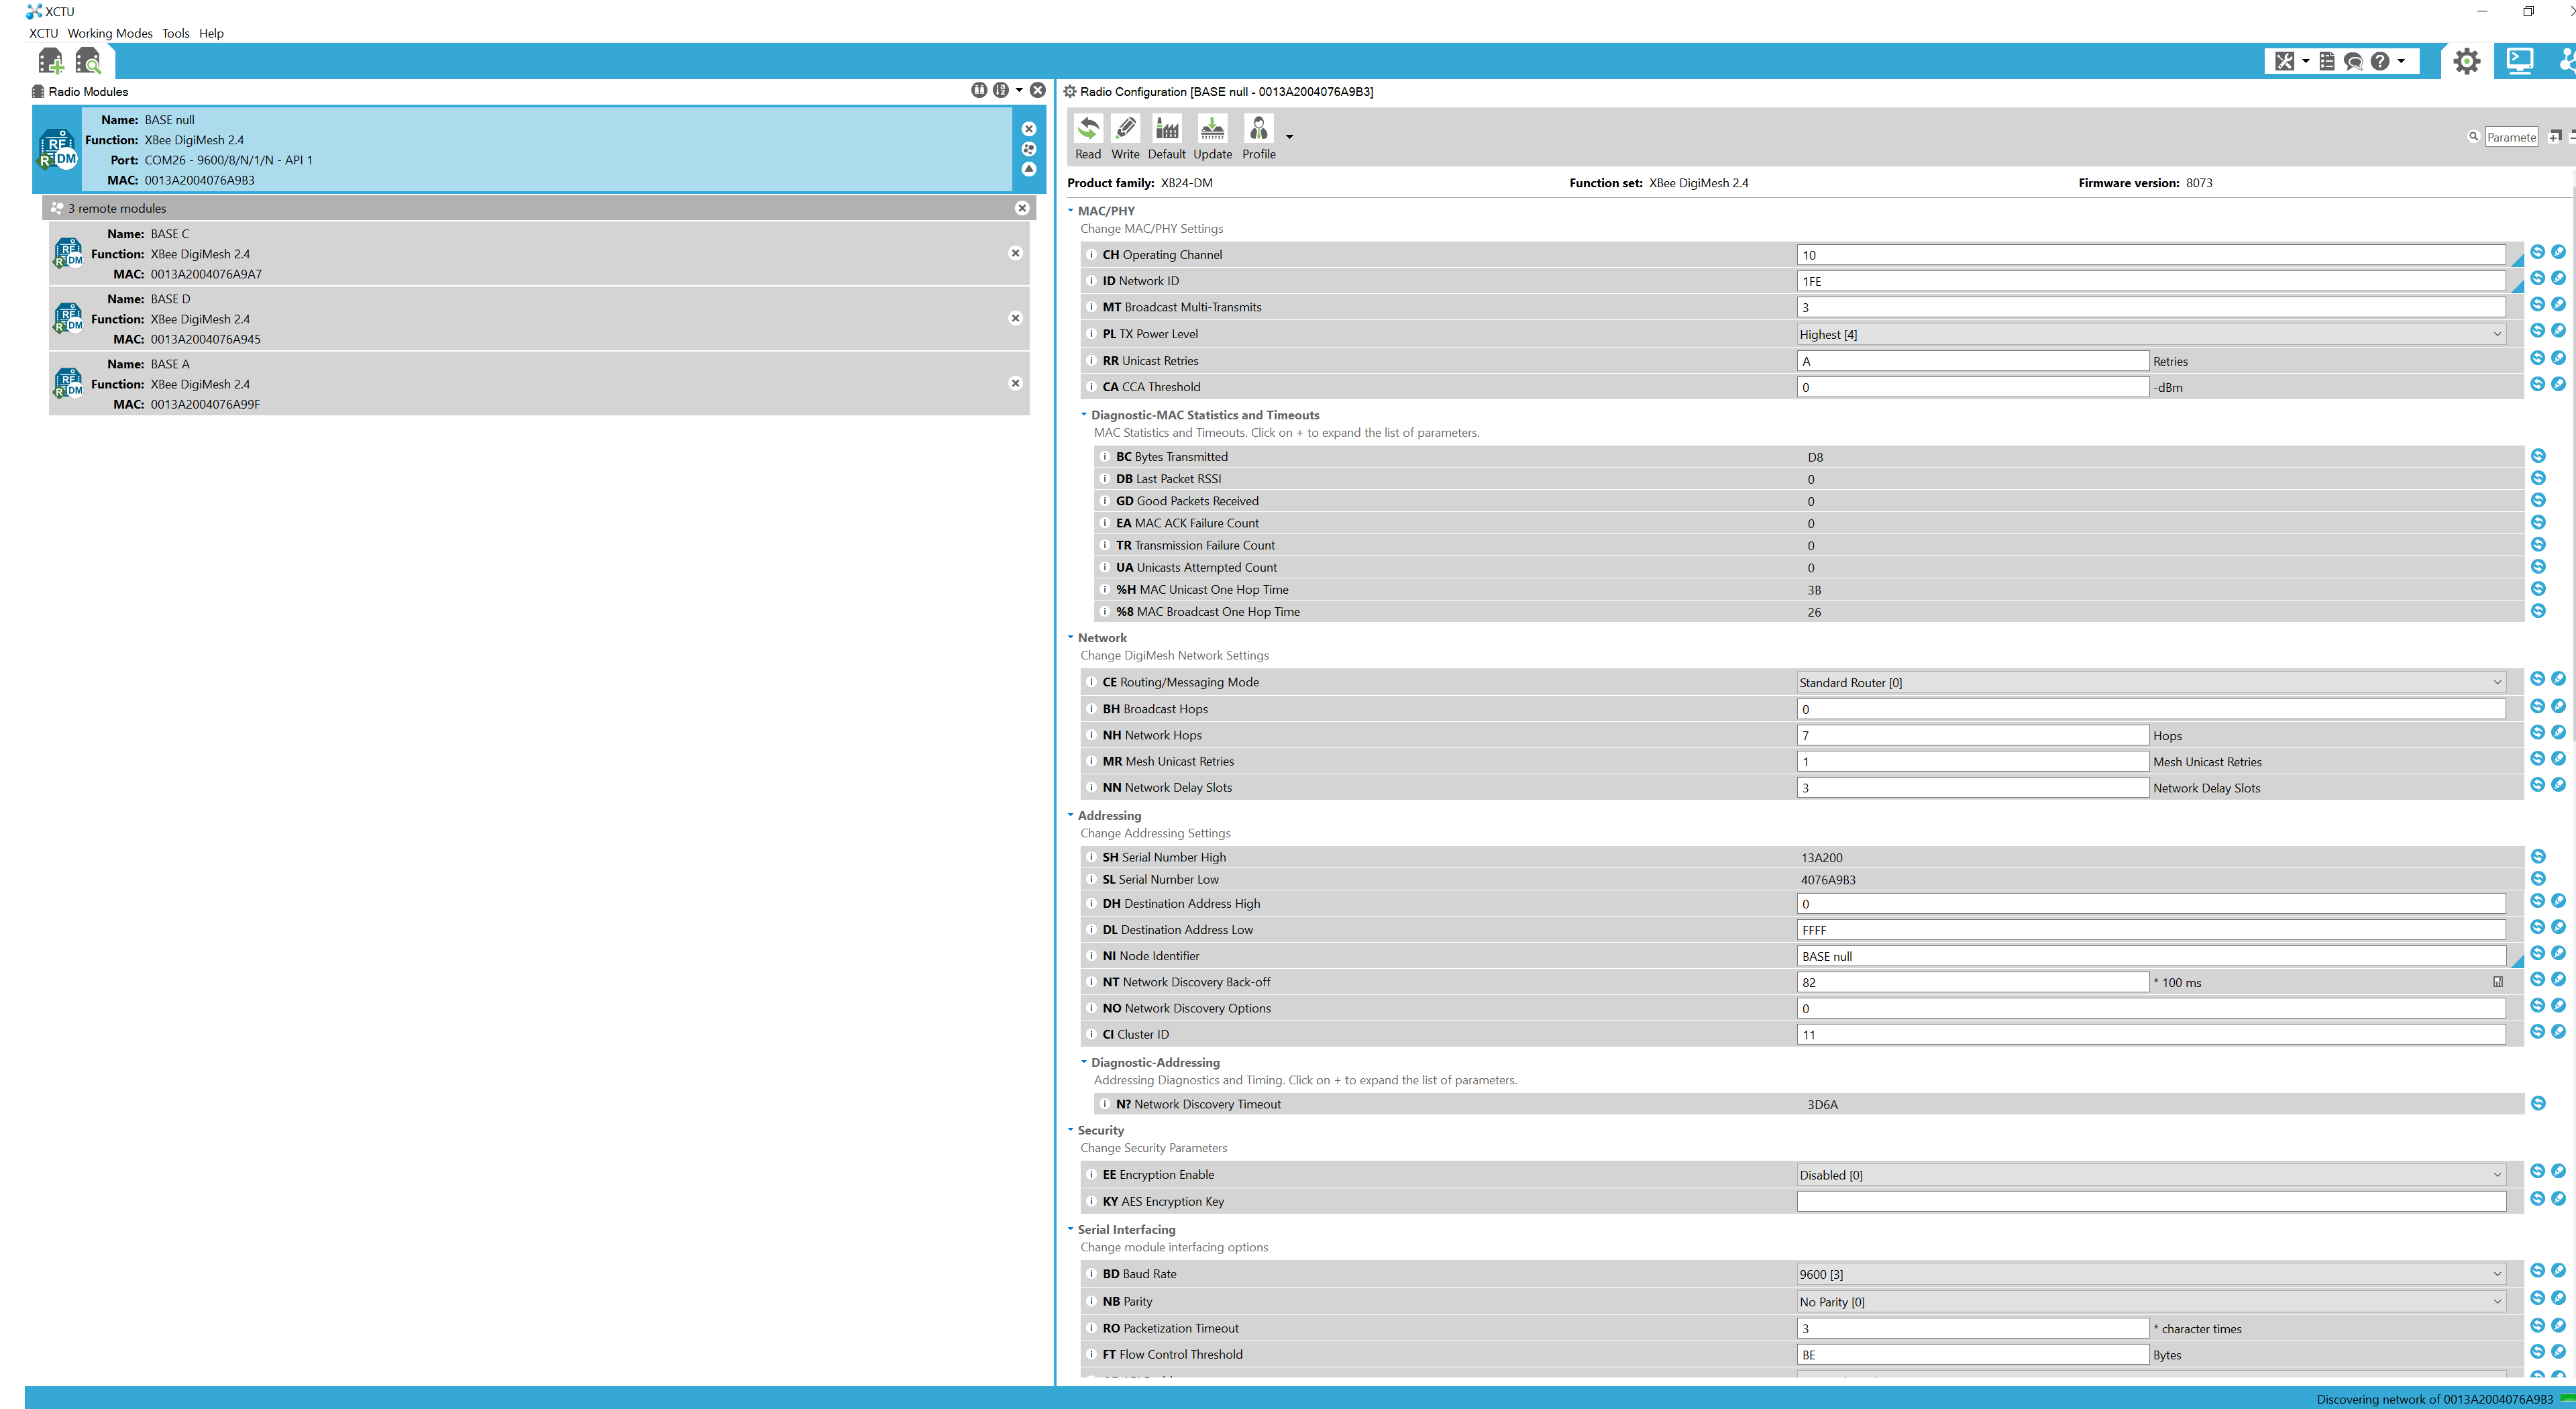 XCTU
XCTU Working Modes Tools Help
Radio Modules
Name: BASE null
Function: XBee DigiMesh 2.4
Port: COM26 - 9600/8/N/1/N - API 1
MAC: 0013A2004076A9B3
3 remote modules
Name: BASE C
Function: XBee DigiMesh 2.4
MAC: 0013A2004076A9A7
Name: BASE D
Function: XBee DigiMesh 2.4
MAC: 0013A2004076A945
Name: BASE A
Function: XBee DigiMesh 2.4
MAC: 0013A2004076A99F
Radio Configuration [BASE null - 0013A2004076A9B3]
Read Write Default Update Profile
Paramete
Product family: XB24-DM Function set: XBee DigiMesh 2.4 Firmware version: 8073
MAC/PHY
Change MAC/PHY Settings
CH Operating Channel 10
ID Network ID 1FE
MT Broadcast Multi-Transmits 3
PL TX Power Level Highest [4]
RR Unicast Retries A Retries
CA CCA Threshold 0 -dBm
Diagnostic-MAC Statistics and Timeouts
MAC Statistics and Timeouts. Click on + to expand the list of parameters.
BC Bytes Transmitted D8
DB Last Packet RSSI 0
GD Good Packets Received 0
EA MAC ACK Failure Count 0
TR Transmission Failure Count 0
UA Unicasts Attempted Count 0
%H MAC Unicast One Hop Time 3B
%8 MAC Broadcast One Hop Time 26
Network
Change DigiMesh Network Settings
CE Routing/Messaging Mode Standard Router [0]
BH Broadcast Hops 0
NH Network Hops 7 Hops
MR Mesh Unicast Retries 1 Mesh Unicast Retries
NN Network Delay Slots 3 Network Delay Slots
Addressing
Change Addressing Settings
SH Serial Number High 13A200
SL Serial Number Low 4076A9B3
DH Destination Address High 0
DL Destination Address Low FFFF
NI Node Identifier BASE null
NT Network Discovery Back-off 82 * 100 ms
NO Network Discovery Options 0
CI Cluster ID 11
Diagnostic-Addressing
Addressing Diagnostics and Timing. Click on + to expand the list of parameters.
N? Network Discovery Timeout 3D6A
Security
Change Security Parameters
EE Encryption Enable Disabled [0]
KY AES Encryption Key
Serial Interfacing
Change module interfacing options
BD Baud Rate 9600 [3]
NB Parity No Parity [0]
RO Packetization Timeout 3 * character times
FT Flow Control Threshold BE Bytes
Discovering network of 0013A2004076A9B3